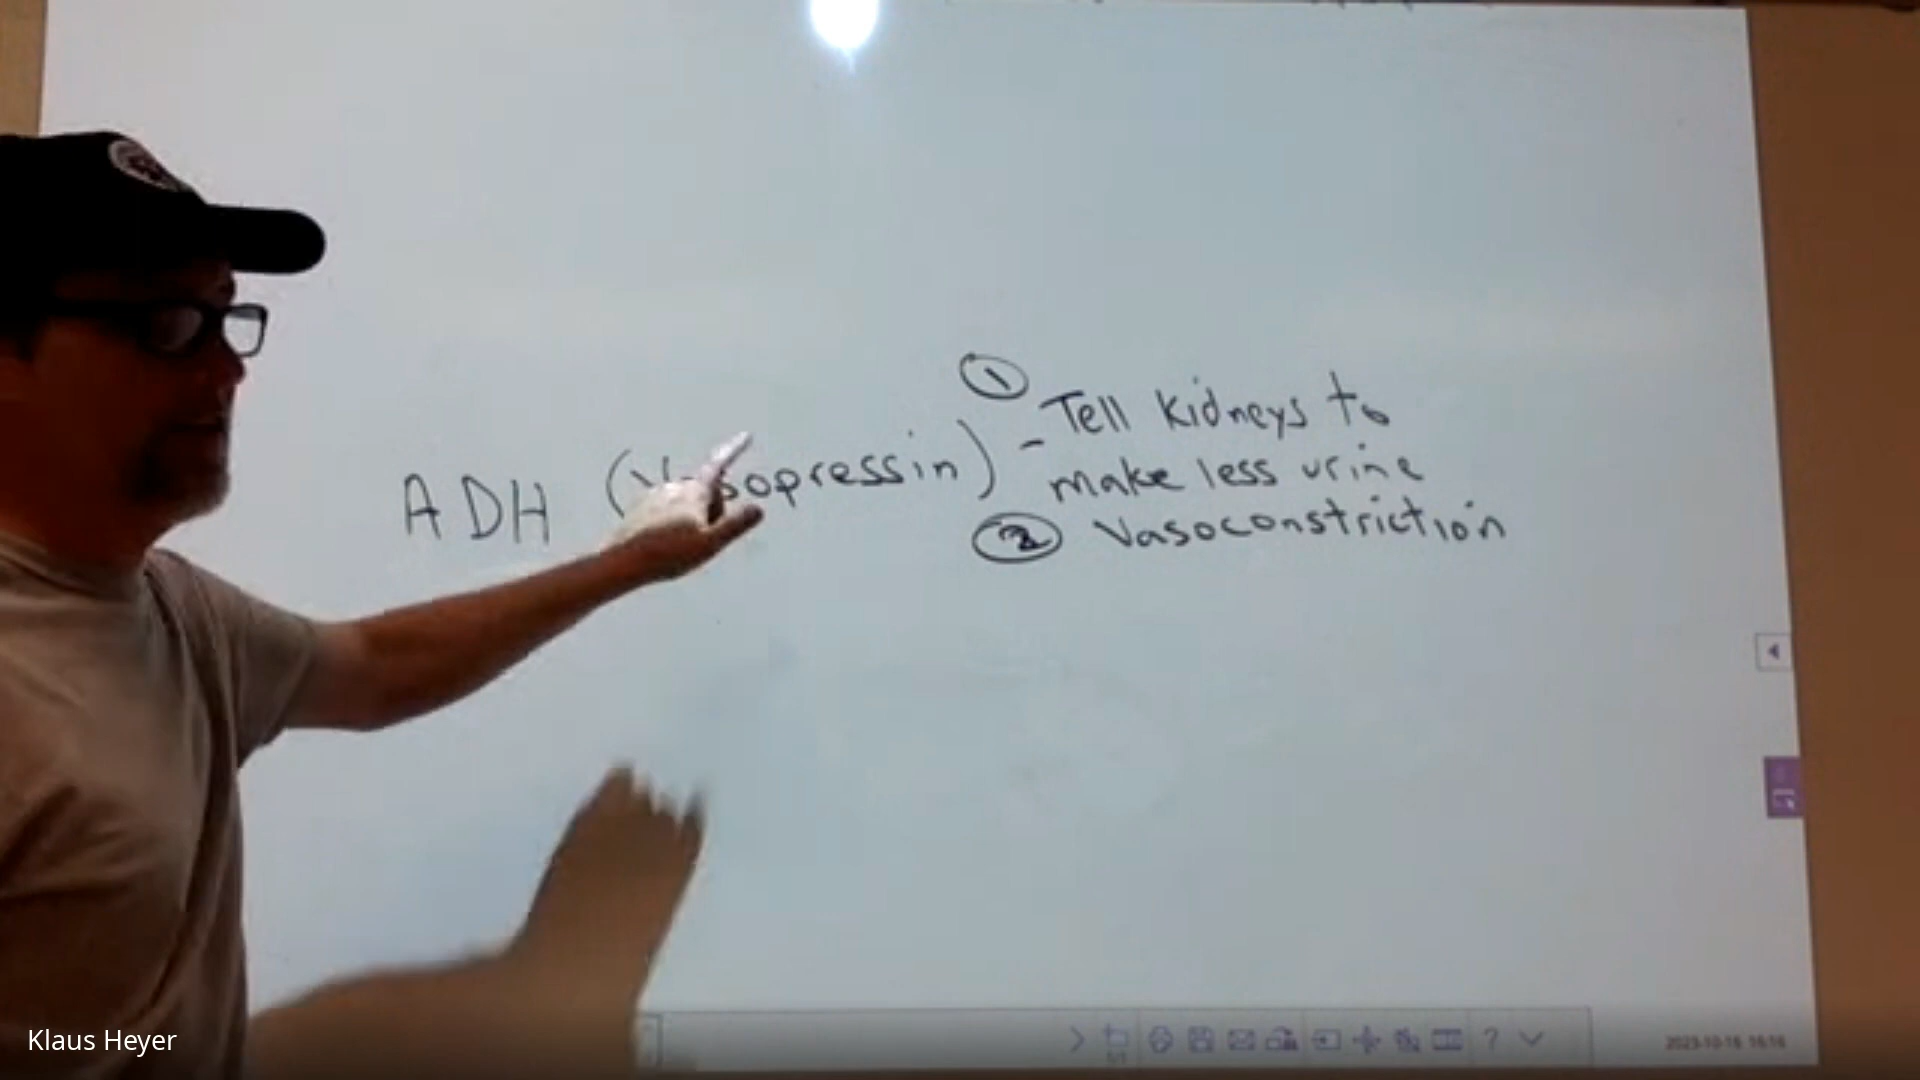 ①
ADH (Vasopressin) - Tell kidneys to
make less urine
② Vasoconstriction
?
Klaus Heyer